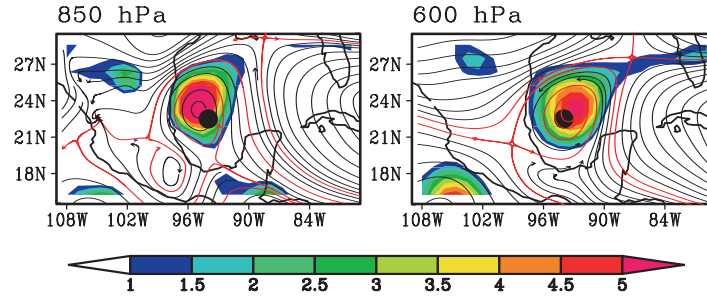 850 hPa 600 hPa
27N 27N
24N 24N
21N 21N
18N 18N
108W 102W 96W 90W 84W 108W 102W 96W 90W 84W
1 1.5 2 2.5 3 3.5 4 4.5 5